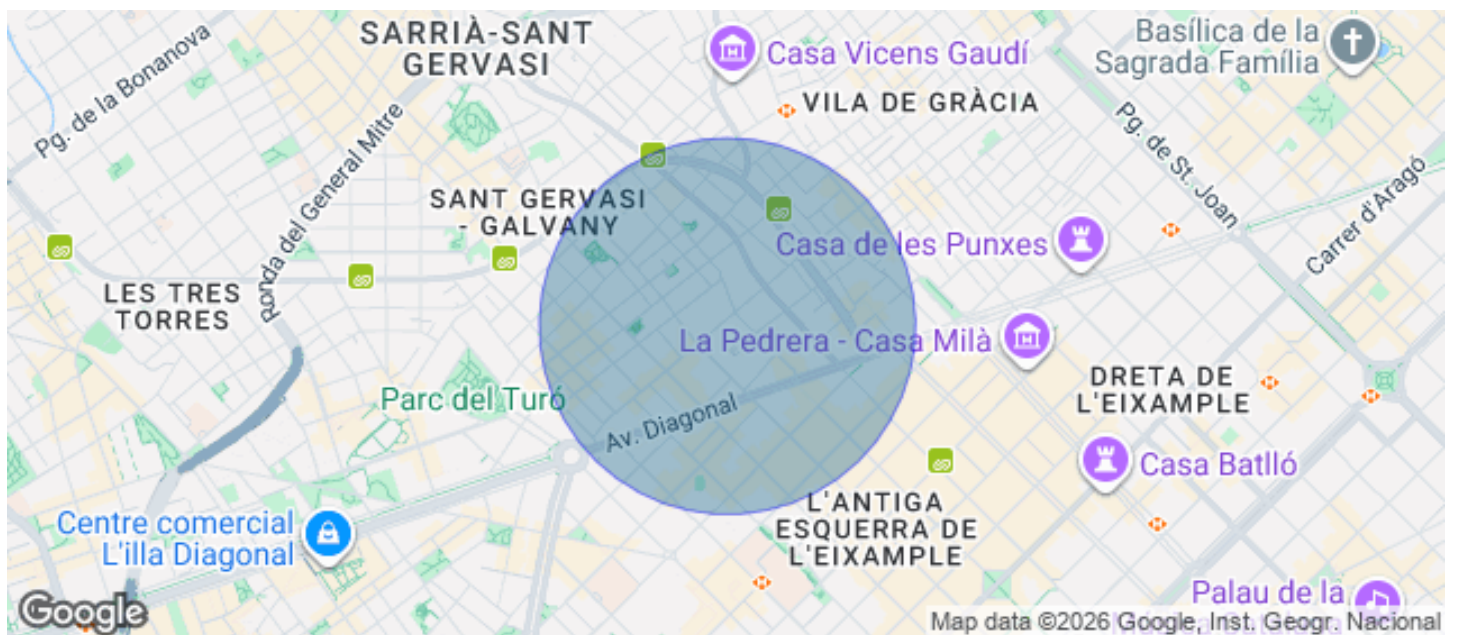 SARRIÀ-SANT
GERVASI
Pg. de la Bonanova
Casa Vicens Gaudí
Basílica de la
Sagrada Família
VILA DE GRÀCIA
Ronda del General Mitre
Pg. de St. Joan
SANT GERVASI
- GALVANY
Carrer d'Aragó
Casa de les Punxes
LES TRES
TORRES
La Pedrera - Casa Milà
Parc del Turó
Av. Diagonal
DRETA DE
L'EIXAMPLE
Casa Batlló
L'ANTIGA
ESQUERRA DE
L'EIXAMPLE
Centre comercial
L'illa Diagonal
Palau de la
Google
Map data ©2026 Google, Inst. Geogr. Nacional